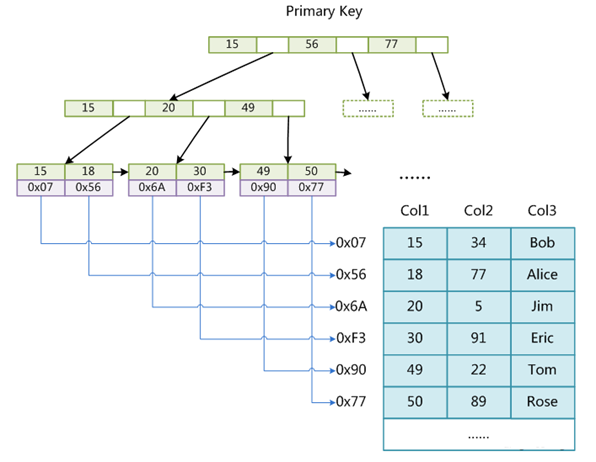 Primary Key
15 56 77
15 20 49 ...... ......
15 18 20 30 49 50
0x07 0x56 0x6A 0xF3 0x90 0x77
......
Col1 Col2 Col3
0x07 15 34 Bob
0x56 18 77 Alice
0x6A 20 5 Jim
0xF3 30 91 Eric
0x90 49 22 Tom
0x77 50 89 Rose
......